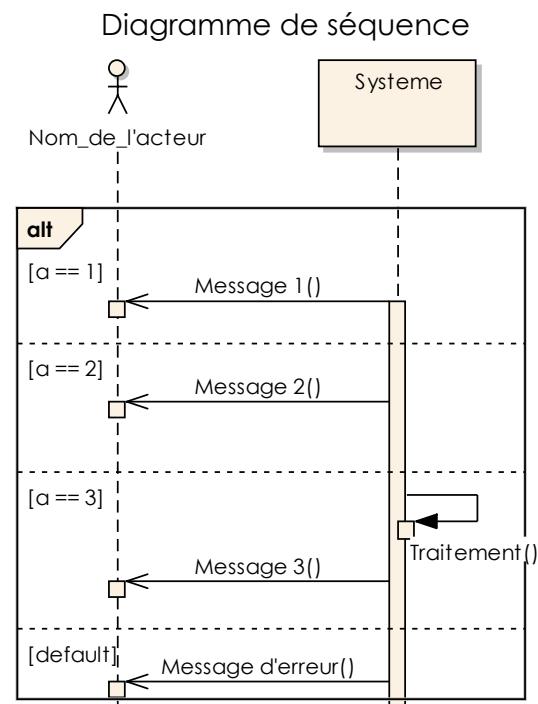 Diagramme de séquence
Nom_de_l'acteur
Systeme
alt
[a == 1]
Message 1()
[a == 2]
Message 2()
[a == 3]
Traitement()
Message 3()
[default]
Message d'erreur()